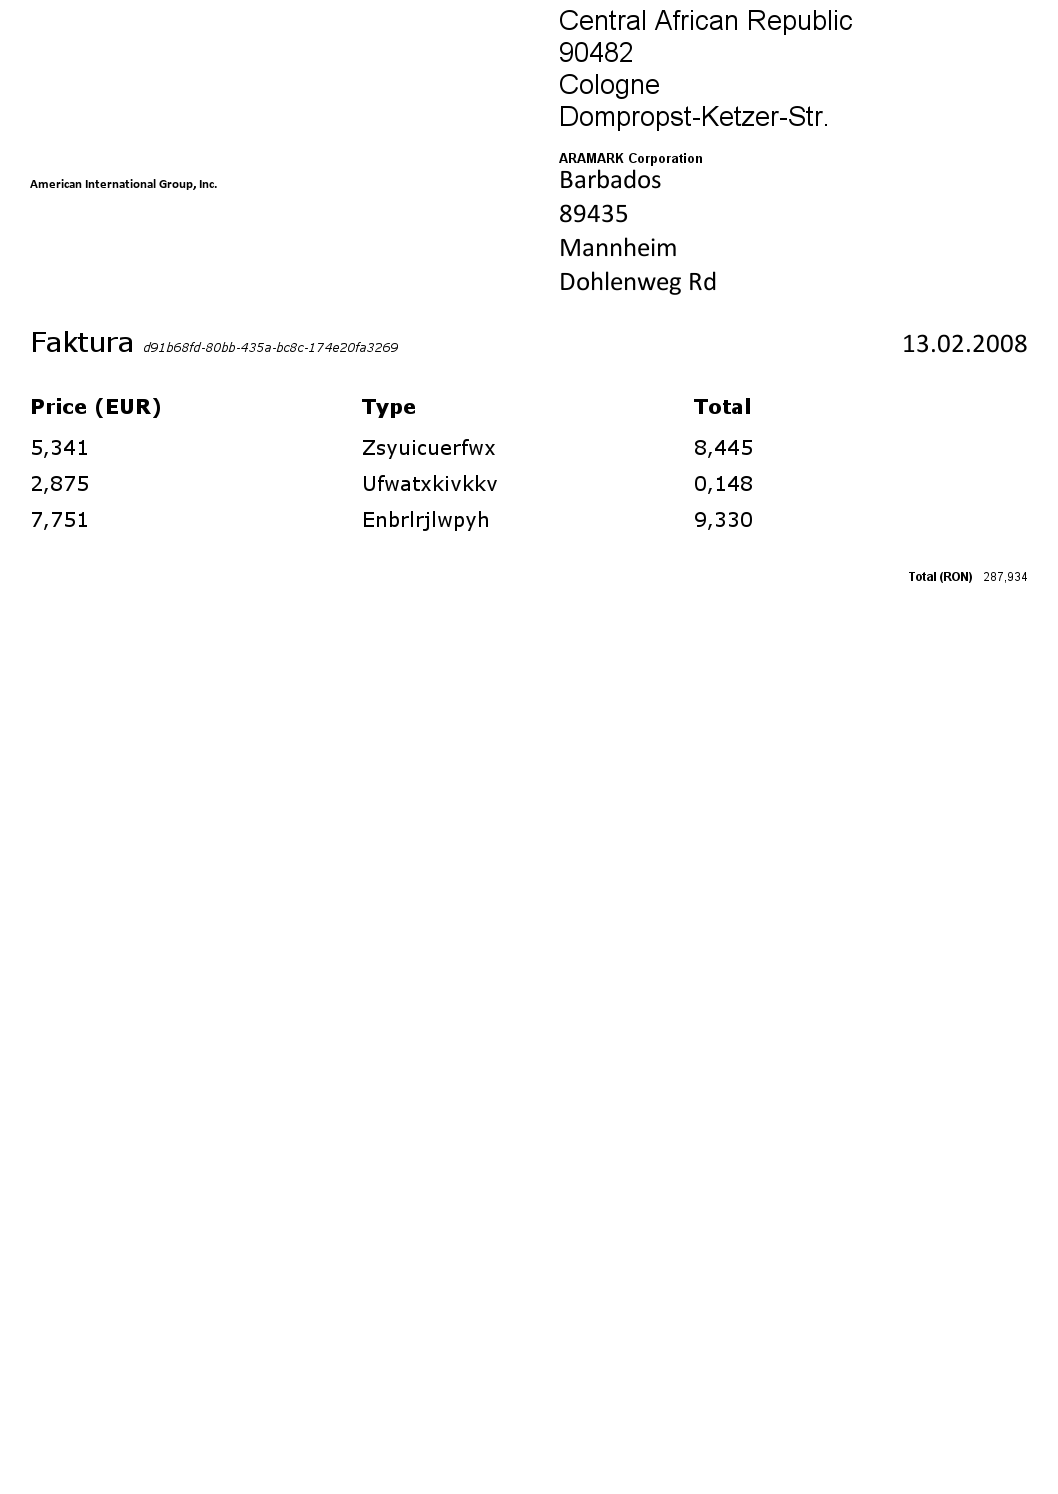 Central African Republic
90482
Cologne
Dompropst-Ketzer-Str.
American International Group, Inc.
ARAMARK Corporation
Barbados
89435
Mannheim
Dohlenweg Rd
Faktura d91b68fd-80bb-435a-bc8c-174e20fa3269 13.02.2008
Price (EUR) Type Total
5,341 Zsyuicuerfwx 8,445
2,875 Ufwatxkivkkv 0,148
7,751 Enbrlrjlwpyh 9,330
Total (RON) 287,934